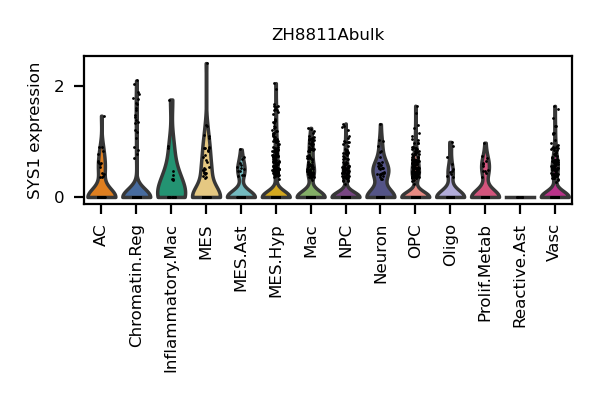 ZH8811Abulk
SYS1 expression
2
0
AC
Chromatin.Reg
Inflammatory.Mac
MES
MES.Ast
MES.Hyp
Mac
NPC
Neuron
OPC
Oligo
Prolif.Metab
Reactive.Ast
Vasc